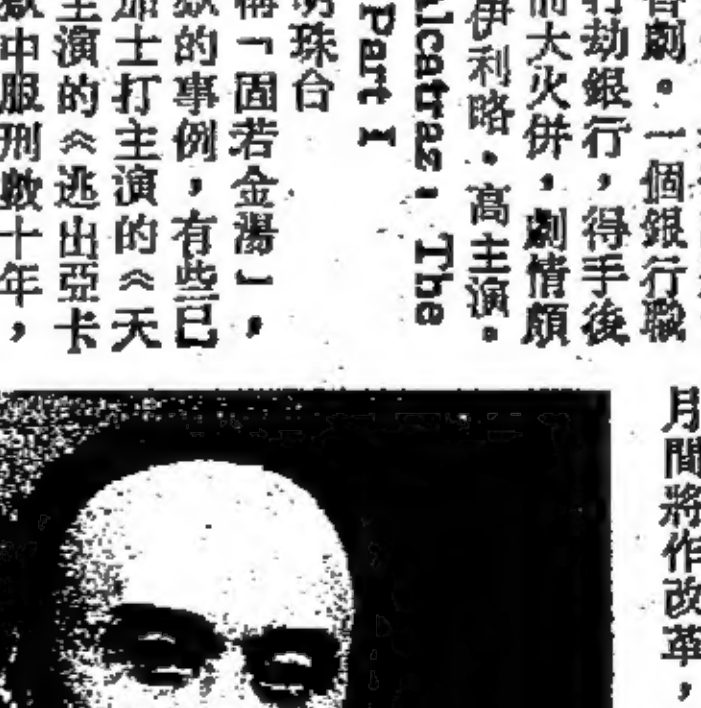 劇。一個銀行職
打劫銀行，得手後
而大火併，劇情頗
伊利略。高主演。
lcatraz, The
Part I
明珠台
稱「固若金湯」，
獄的事例，有些已
加士打主演的《天
主演的《逃出亞卡
獄中服刑數十年，
月間將作改革，